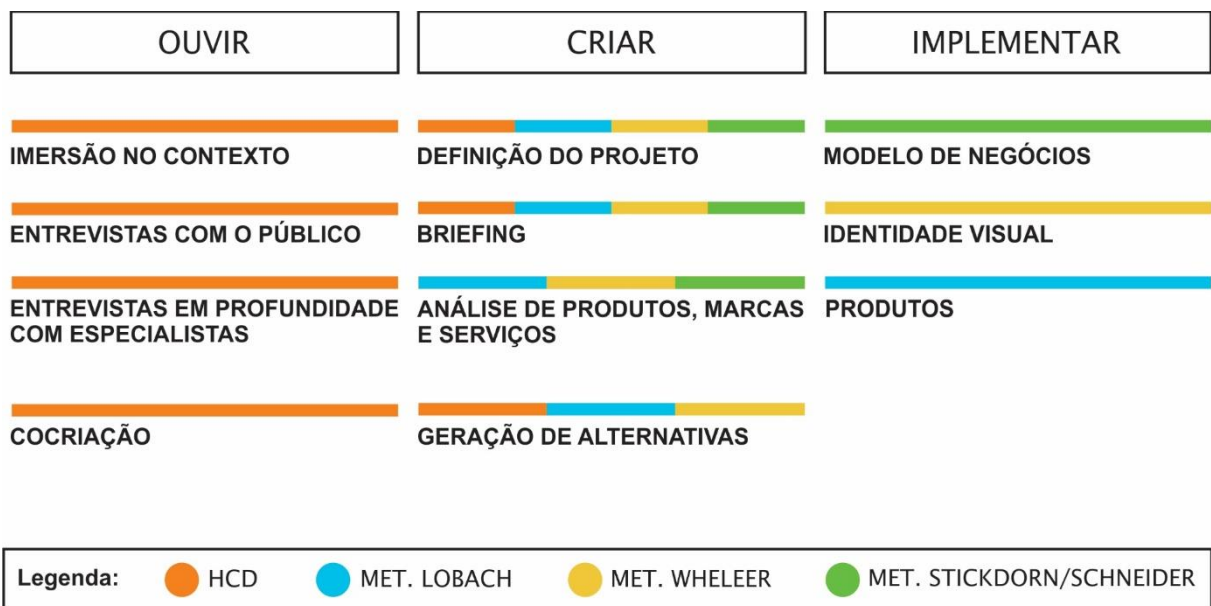 OUVIR
CRIAR
IMPLEMENTAR
IMERSÃO NO CONTEXTO
DEFINIÇÃO DO PROJETO
MODELO DE NEGÓCIOS
ENTREVISTAS COM O PÚBLICO
BRIEFING
IDENTIDADE VISUAL
ENTREVISTAS EM PROFUNDIDADE
COM ESPECIALISTAS
ANÁLISE DE PRODUTOS, MARCAS
E SERVIÇOS
PRODUTOS
COCRIAÇÃO
GERAÇÃO DE ALTERNATIVAS
Legenda: HCD MET. LOBACH MET. WHELEER MET. STICKDORN/SCHNEIDER